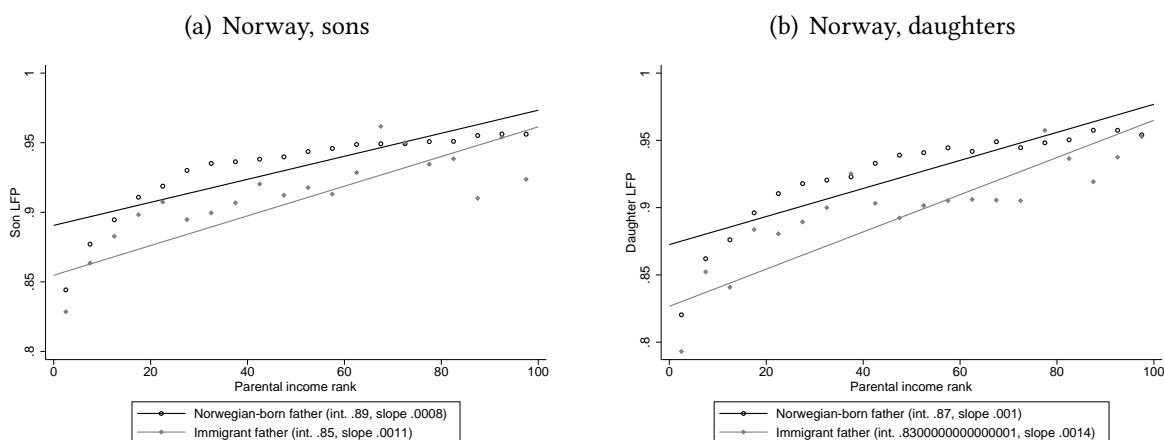 (a) Norway, sons
(b) Norway, daughters
1
.95
.9
.85
.8
Son LFP
0
20
40
60
80
100
Parental income rank
Norwegian-born father (int. .89, slope .0008)
Immigrant father (int. .85, slope .0011)
1
.95
.9
.85
.8
Daughter LFP
0
20
40
60
80
100
Parental income rank
Norwegian-born father (int. .87, slope .001)
Immigrant father (int. .8300000000000001, slope .0014)